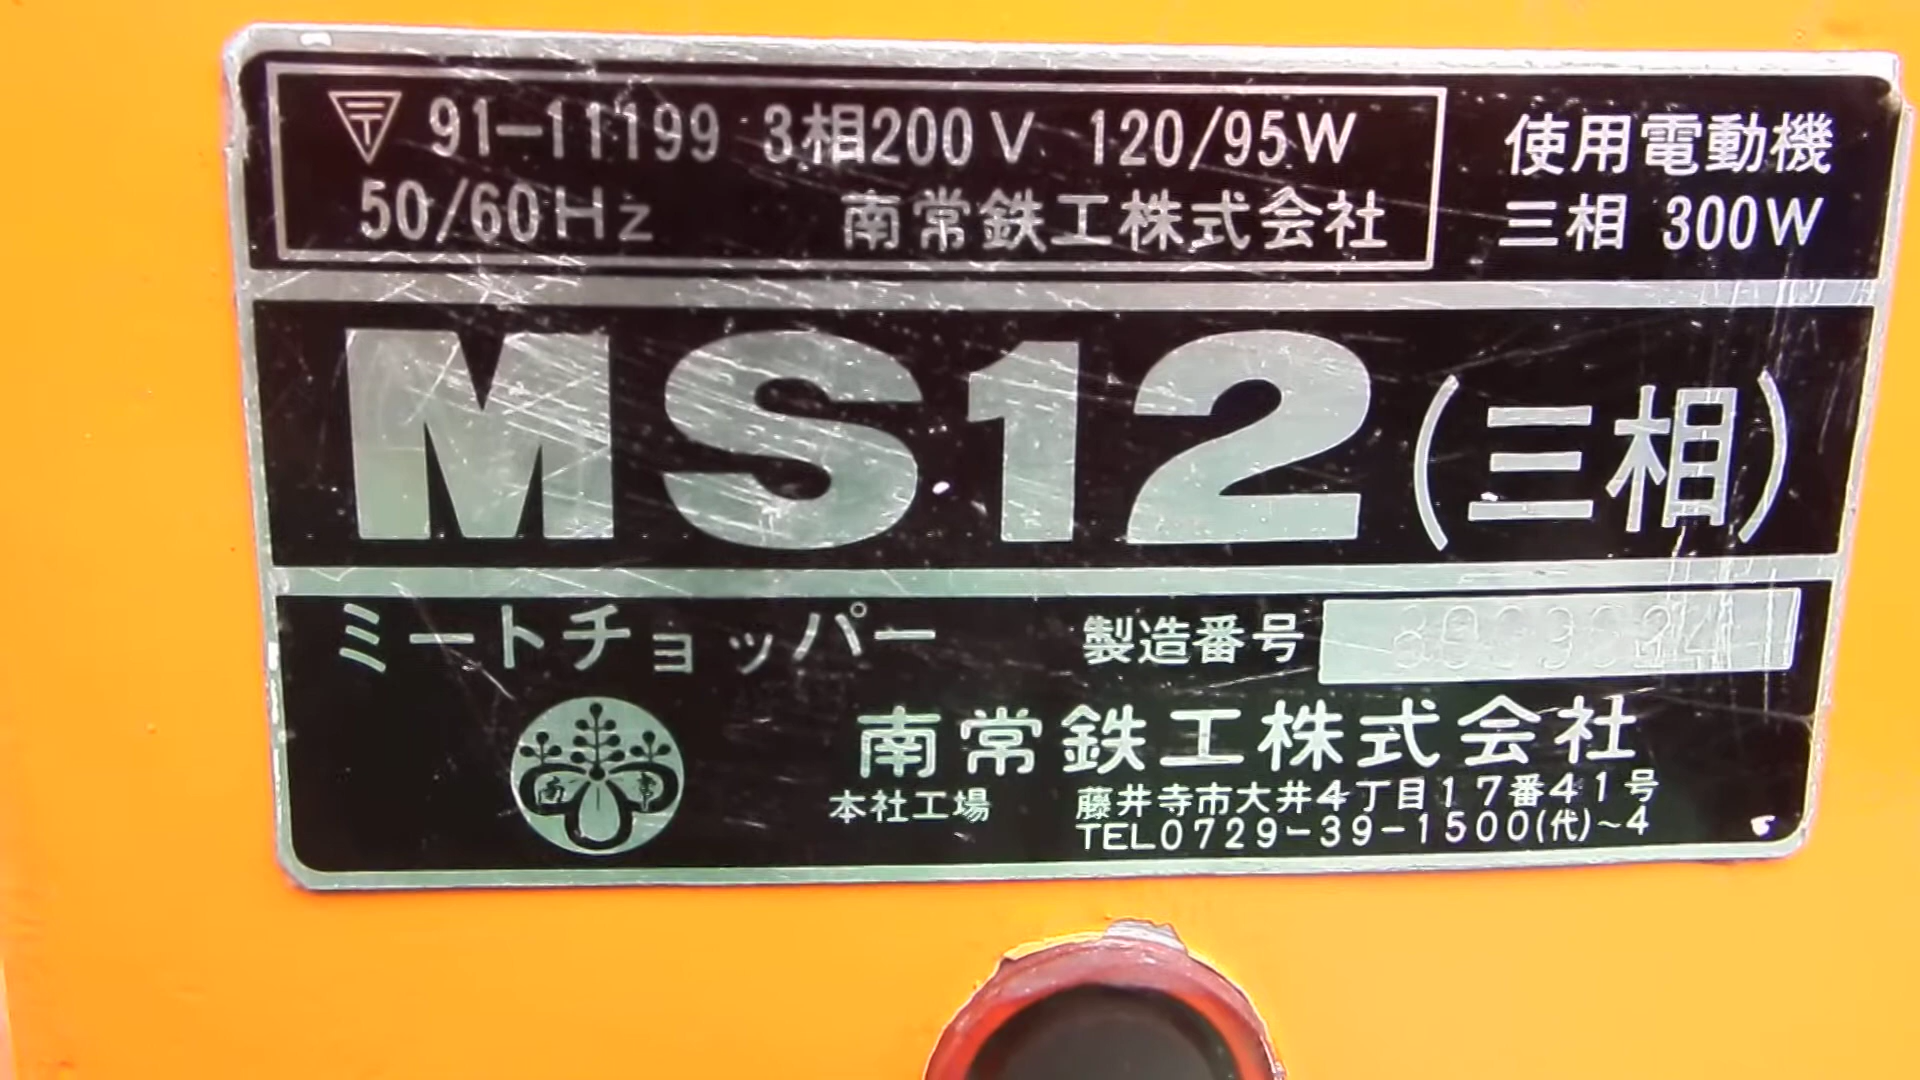 91-11199 3相200V 120/95W
50/60Hz 南常鉄工株式会社
使用電動機
三相 300W
MS12(三相)
ミートチョッパー 製造番号
南常鉄工株式会社
本社工場 藤井寺市大井4丁目17番41号
TEL0729-39-1500(代)~4